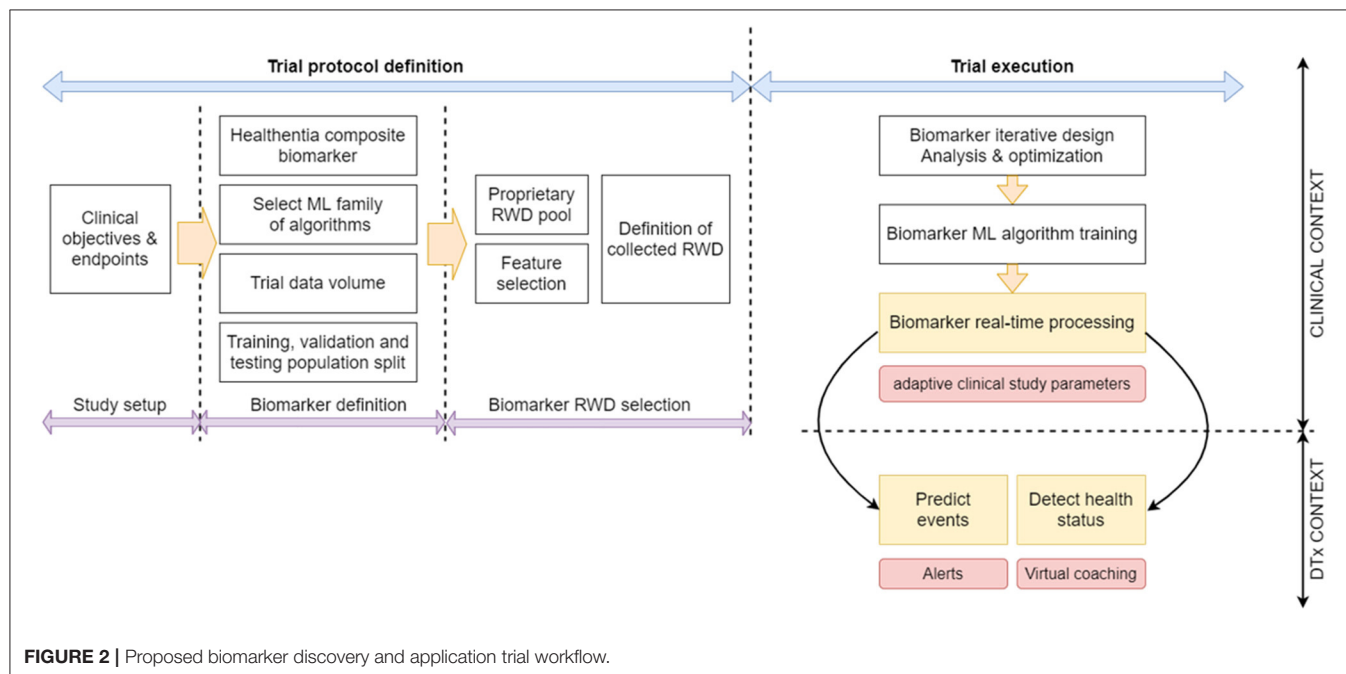 Trial protocol definition
Trial execution
Clinical
objectives &
endpoints
Healthentia composite
biomarker
Select ML family
of algorithms
Trial data volume
Training, validation and
testing population split
Proprietary
RWD pool
Feature
selection
Definition of
collected RWD
Study setup
Biomarker definition
Biomarker RWD selection
Biomarker iterative design
Analysis & optimization
Biomarker ML algorithm training
Biomarker real-time processing
adaptive clinical study parameters
Predict
events
Detect health
status
Alerts
Virtual coaching
CLINICAL CONTEXT
DTx CONTEXT
FIGURE 2 | Proposed biomarker discovery and application trial workflow.